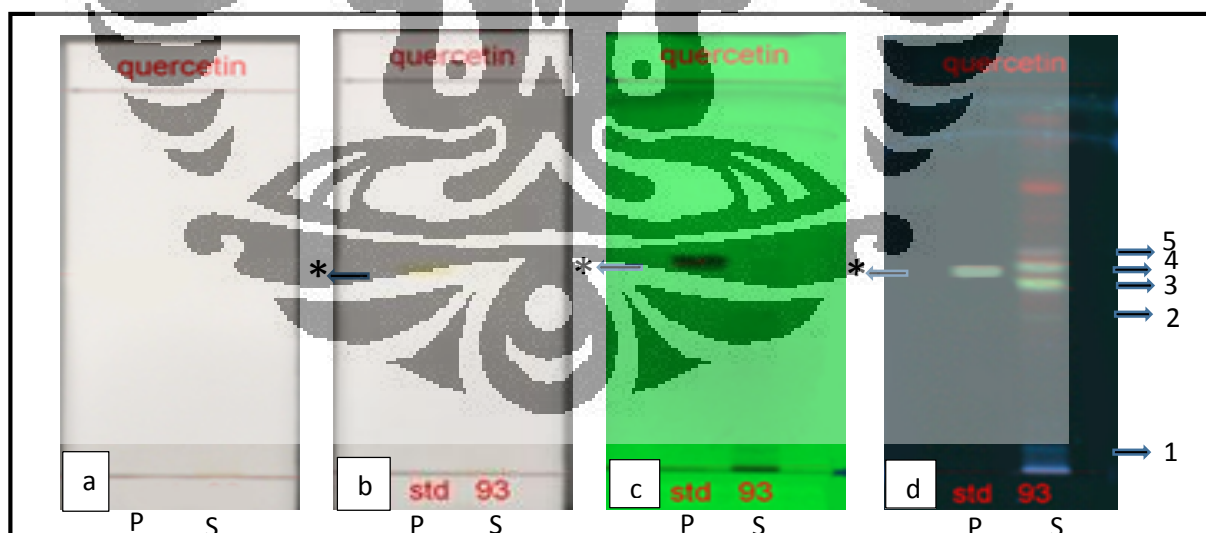 quercetin quercetin quercetin quercetin
5
* * * 4
3
2
1
a b c d
std 93 std 93 std 93
P S P S P S P S